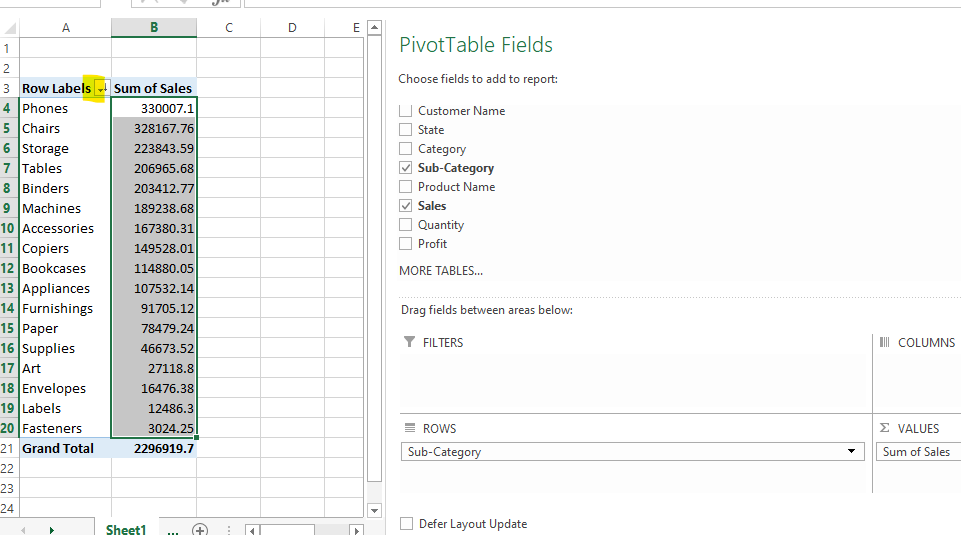 A B C D E
1
2
3 Row Labels Sum of Sales
4 Phones 330007.1
5 Chairs 328167.76
6 Storage 223843.59
7 Tables 206965.68
8 Binders 203412.77
9 Machines 189238.68
10 Accessories 167380.31
11 Copiers 149528.01
12 Bookcases 114880.05
13 Appliances 107532.14
14 Furnishings 91705.12
15 Paper 78479.24
16 Supplies 46673.52
17 Art 27118.8
18 Envelopes 16476.38
19 Labels 12486.3
20 Fasteners 3024.25
21 Grand Total 2296919.7
22
23
24
Sheet1 ...
PivotTable Fields
Choose fields to add to report:
Customer Name
State
Category
Sub-Category
Product Name
Sales
Quantity
Profit
MORE TABLES...
Drag fields between areas below:
FILTERS
COLUMNS
ROWS
Sub-Category
Σ VALUES
Sum of Sales
Defer Layout Update